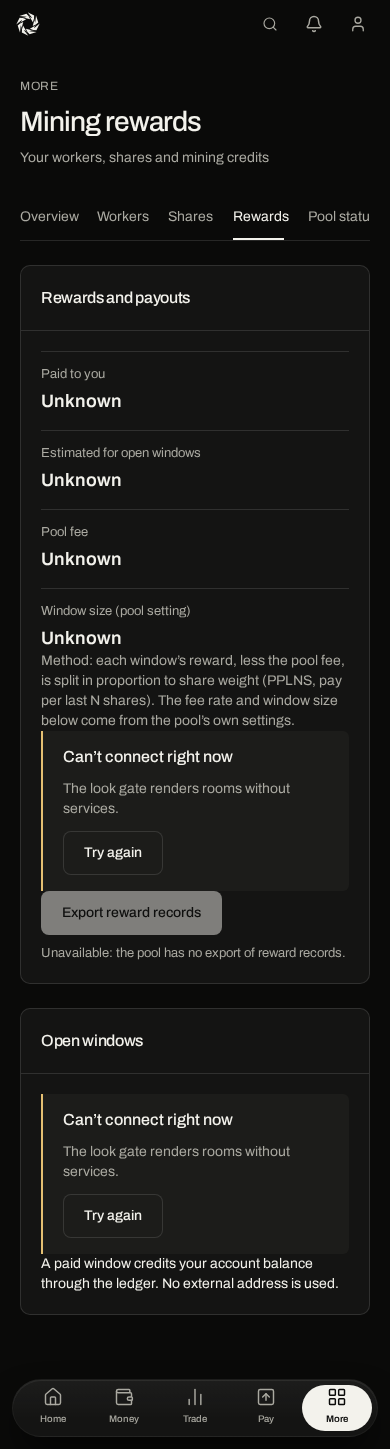 MORE
Mining rewards
Your workers, shares and mining credits
Overview Workers Shares Rewards Pool statu
Rewards and payouts
Paid to you
Unknown
Estimated for open windows
Unknown
Pool fee
Unknown
Window size (pool setting)
Unknown
Method: each window’s reward, less the pool fee,
is split in proportion to share weight (PPLNS, pay
per last N shares). The fee rate and window size
below come from the pool’s own settings.
Can’t connect right now
The look gate renders rooms without
services.
Try again
Export reward records
Unavailable: the pool has no export of reward records.
Open windows
Can’t connect right now
The look gate renders rooms without
services.
Try again
A paid window credits your account balance
through the ledger. No external address is used.
Home Money Trade Pay More